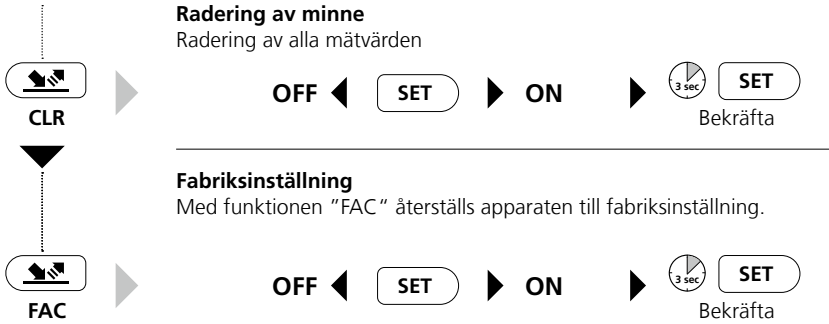 Radering av minne
Radering av alla mätvärden
CLR
OFF SET ON 3 sec SET
Bekräfta
Fabriksinställning
Med funktionen ”FAC“ återställs apparaten till fabriksinställning.
FAC
OFF SET ON 3 sec SET
Bekräfta